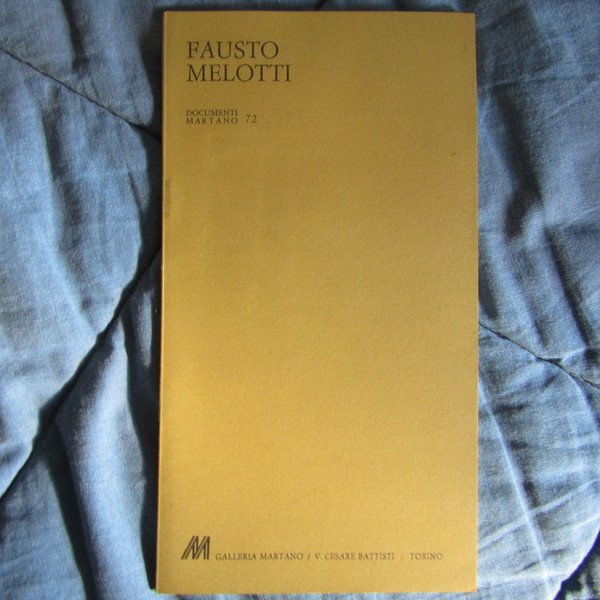 FAUSTO
MELOTTI
DOCUMENTI
MARTANO 72
GALLERIA MARTANO / V. CESARE BATTISTI / TORINO